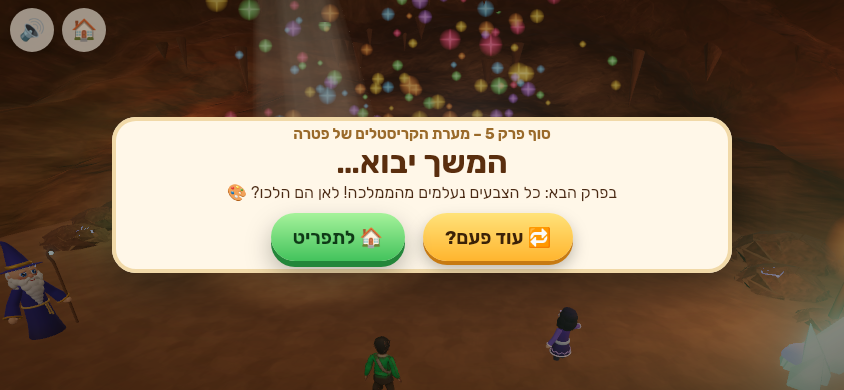 סוף פרק 5 – מערת הקריסטלים של פטרה
המשך יבוא...
בפרק הבא: כל הצבעים נעלמים מהממלכה! לאן הם הלכו? 🎨
🔁 עוד פעם?
🏠 לתפריט